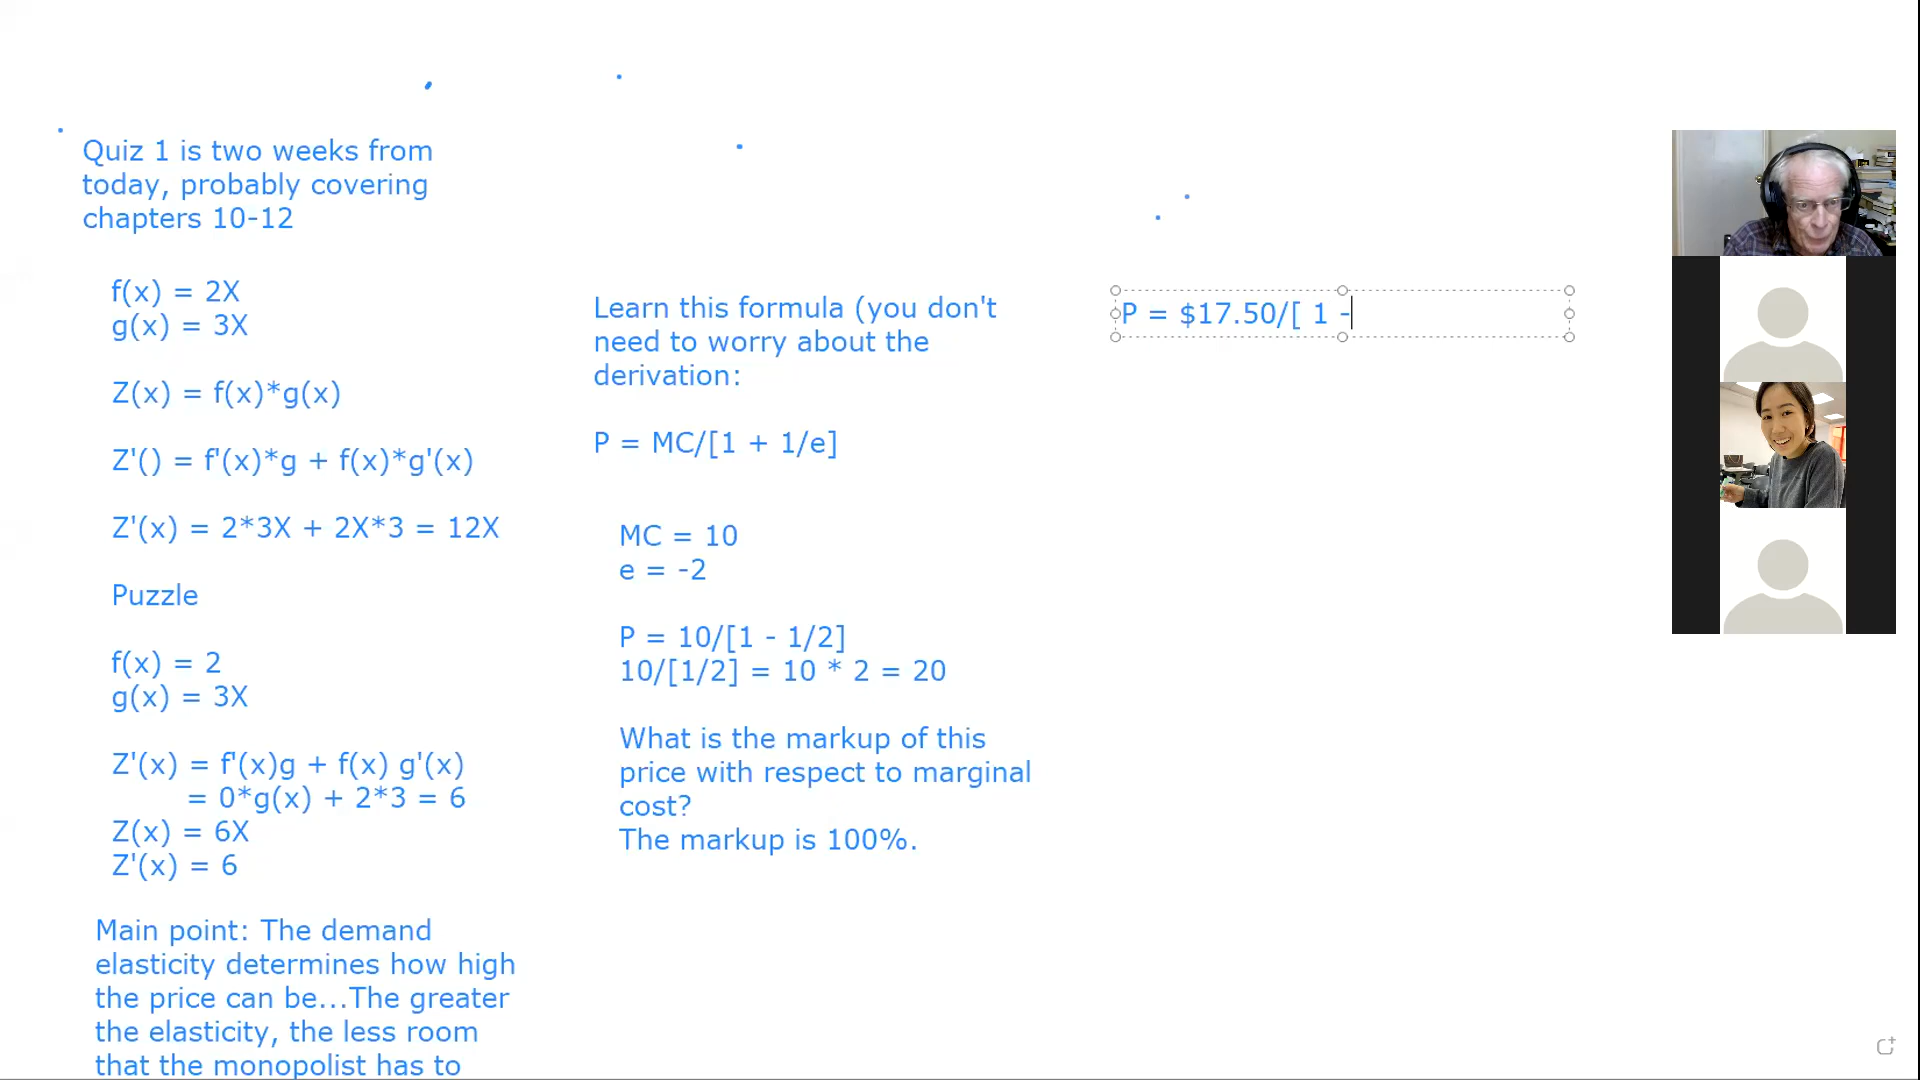 Quiz 1 is two weeks from
today, probably covering
chapters 10-12
f(x) = 2X
g(x) = 3X
Z(x) = f(x)*g(x)
Z'() = f'(x)*g + f(x)*g'(x)
Z'(x) = 2*3X + 2X*3 = 12X
Puzzle
f(x) = 2
g(x) = 3X
Z'(x) = f'(x)g + f(x) g'(x)
= 0*g(x) + 2*3 = 6
Z(x) = 6X
Z'(x) = 6
Main point: The demand
elasticity determines how high
the price can be...The greater
the elasticity, the less room
that the monopolist has to
Learn this formula (you don't
need to worry about the
derivation:
P = MC/[1 + 1/e]
MC = 10
e = -2
P = 10/[1 - 1/2]
10/[1/2] = 10 * 2 = 20
What is the markup of this
price with respect to marginal
cost?
The markup is 100%.
P = $17.50/[ 1 -